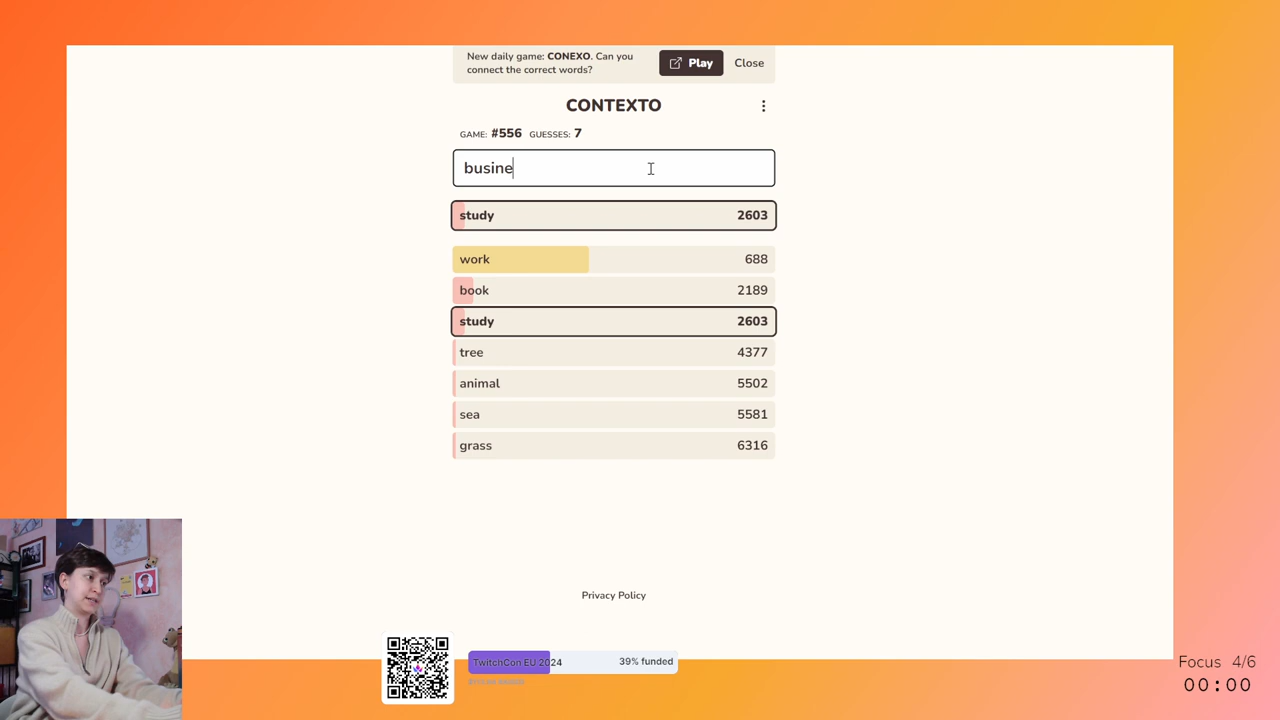 New daily game: CONEXO. Can you
connect the correct words?
Play
Close
CONTEXTO
GAME: #556 GUESSES: 7
busine
study 2603
work 688
book 2189
study 2603
tree 4377
animal 5502
sea 5581
grass 6316
Privacy Policy
TwitchCon EU 2024 39% funded
Focus 4/6
00:00